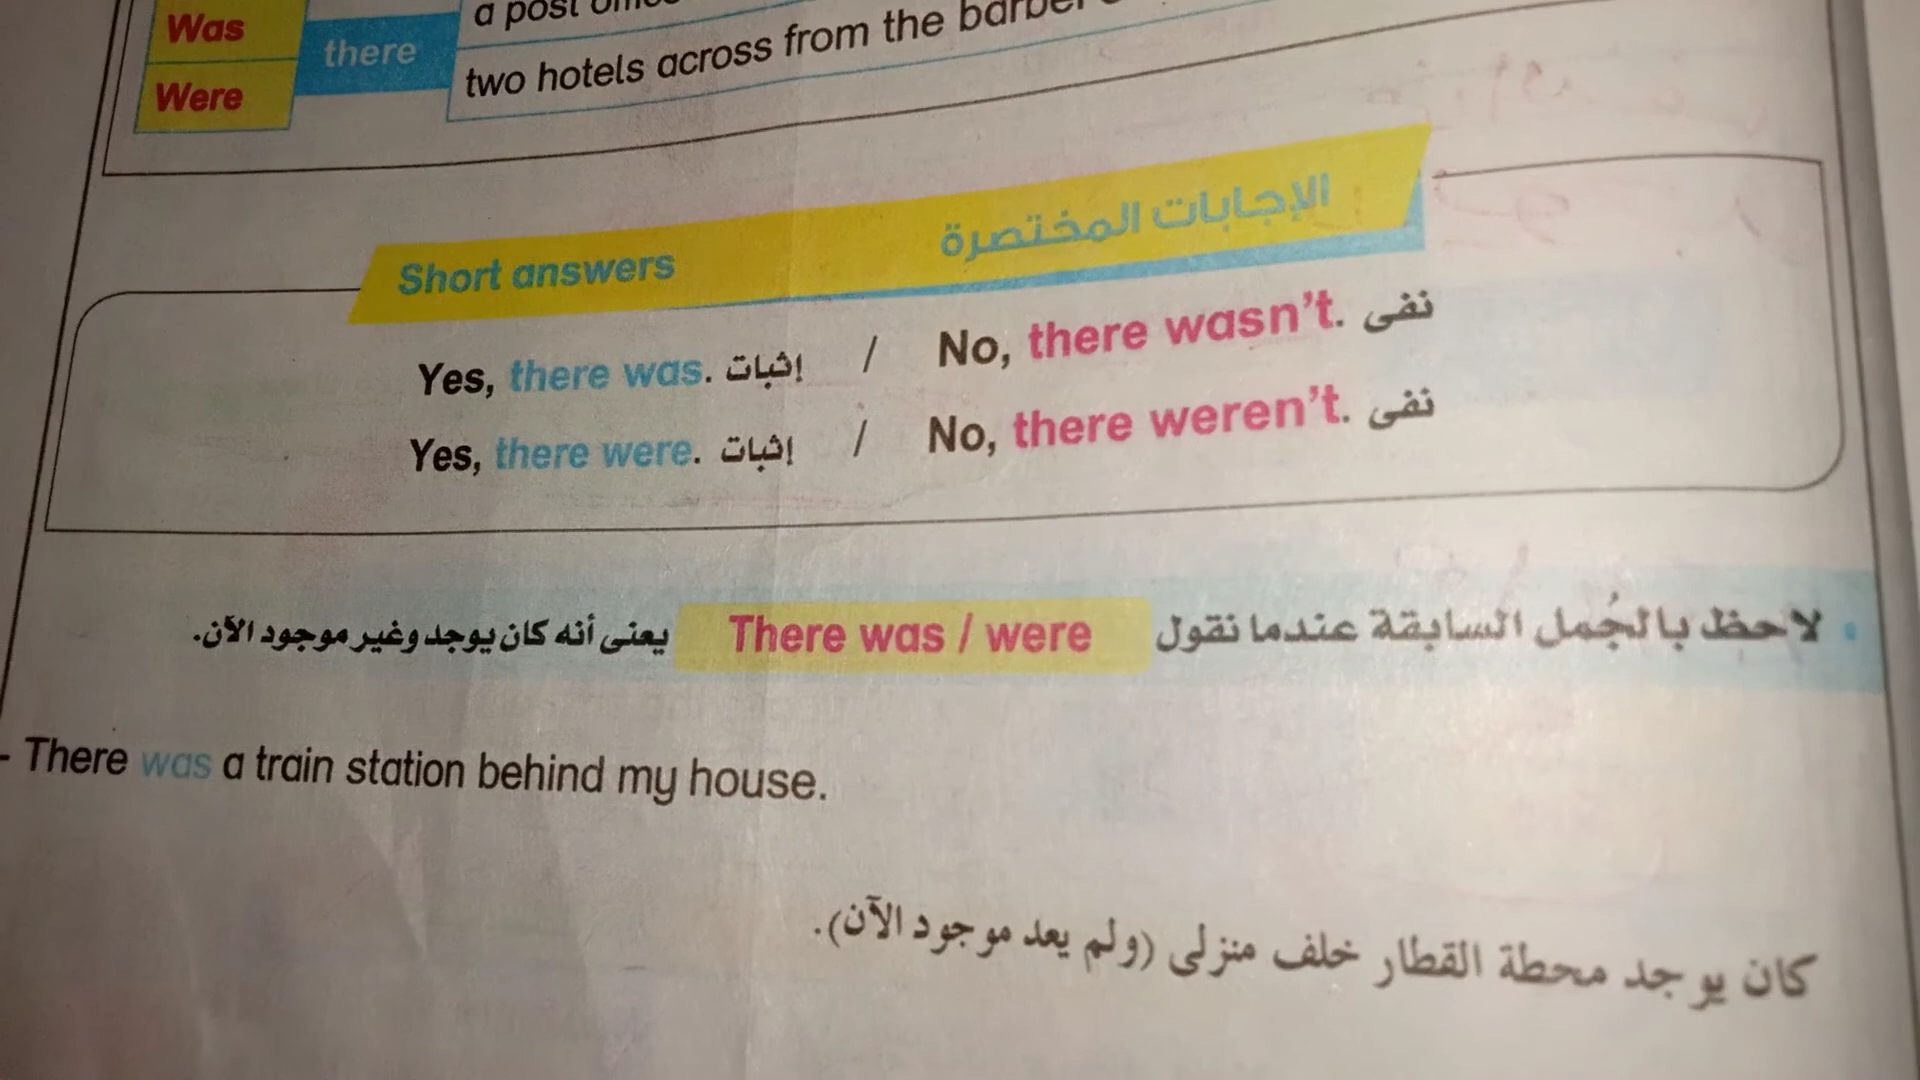 Was
Were
there
a post
two hotels across from the
Short answers الإجابات المختصرة
Yes, there was. إثبات / No, there wasn't. نفى
Yes, there were. إثبات / No, there weren't. نفى
• لاحظ بالجُمل السابقة عندما نقول There was / were يعنى أنه كان يوجد وغير موجود الآن.
- There was a train station behind my house.
كان يوجد محطة القطار خلف منزلى (ولم يعد موجود الآن).